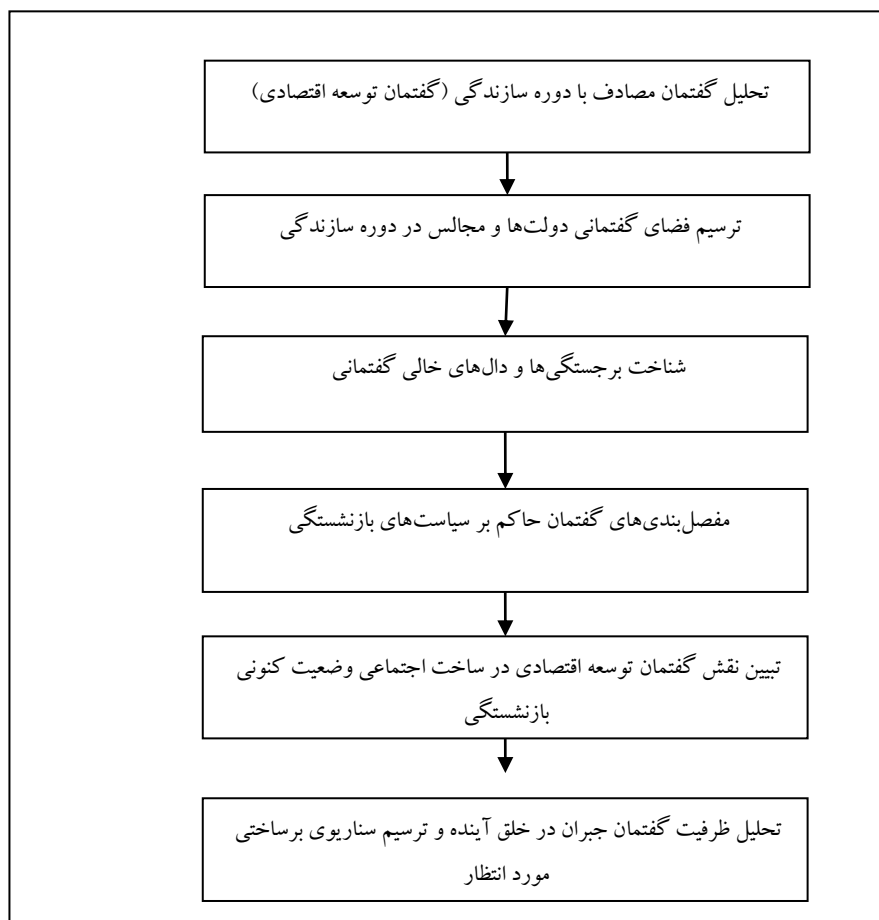 تحلیل گفتمان مصادف با دوره سازندگی (گفتمان توسعه اقتصادی)
ترسیم فضای گفتمانی دولت‌ها و مجالس در دوره سازندگی
شناخت برجستگی‌ها و دال‌های خالی گفتمانی
مفصل‌بندی‌های گفتمان حاکم بر سیاست‌های بازنشستگی
تبیین نقش گفتمان توسعه اقتصادی در ساخت اجتماعی وضعیت کنونی
بازنشستگی
تحلیل ظرفیت گفتمان جبران در خلق آینده و ترسیم سناریوی برساختی
مورد انتظار